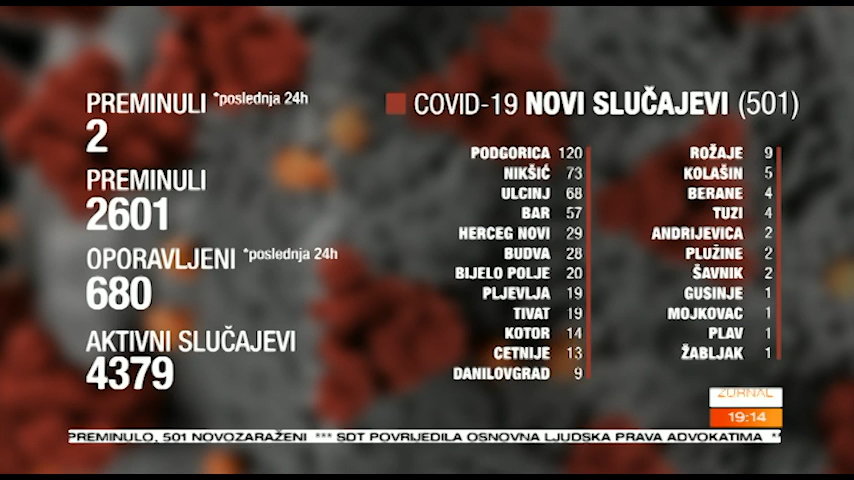 PREMINULI *poslednja 24h
2
PREMINULI
2601
OPORAVLJENI *poslednja 24h
680
AKTIVNI SLUČAJEVI
4379
COVID-19 NOVI SLUČAJEVI (501)
PODGORICA 120
NIKŠIĆ 73
ULCINJ 68
BAR 57
HERCEG NOVI 29
BUDVA 28
BIJELO POLJE 20
PLJEVLJA 19
TIVAT 19
KOTOR 14
CETNIJE 13
DANILOVGRAD 9
ROŽAJE 9
KOLAŠIN 5
BERANE 4
TUZI 4
ANDRIJEVICA 2
PLUŽINE 2
ŠAVNIK 2
GUSINJE 1
MOJKOVAC 1
PLAV 1
ŽABLJAK 1
ŽURNAL
19:14
PREMINULO, 501 NOVOZARAŽENI *** SDT POVRIJEDILA OSNOVNA LJUDSKA PRAVA ADVOKATIMA **